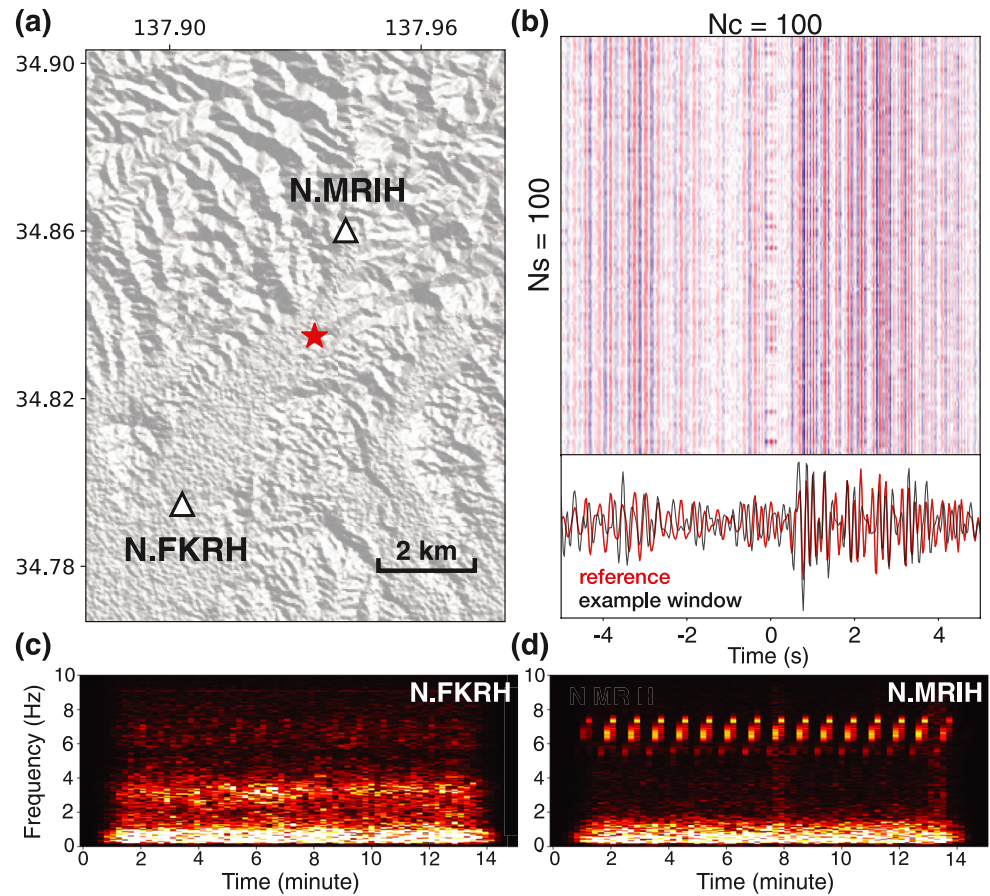 (a)
137.90 137.96
34.90
34.86
34.82
34.78
N.MRIH
N.FKRH
2 km
(b)
Nc = 100
Ns = 100
reference
example window
-4 -2 0 2 4
Time (s)
(c)
N.FKRH
10
8
6
4
2
0
Frequency (Hz)
0 2 4 6 8 10 12 14
Time (minute)
(d)
N.MRIH
N MR I H
10
8
6
4
2
0
0 2 4 6 8 10 12 14
Time (minute)